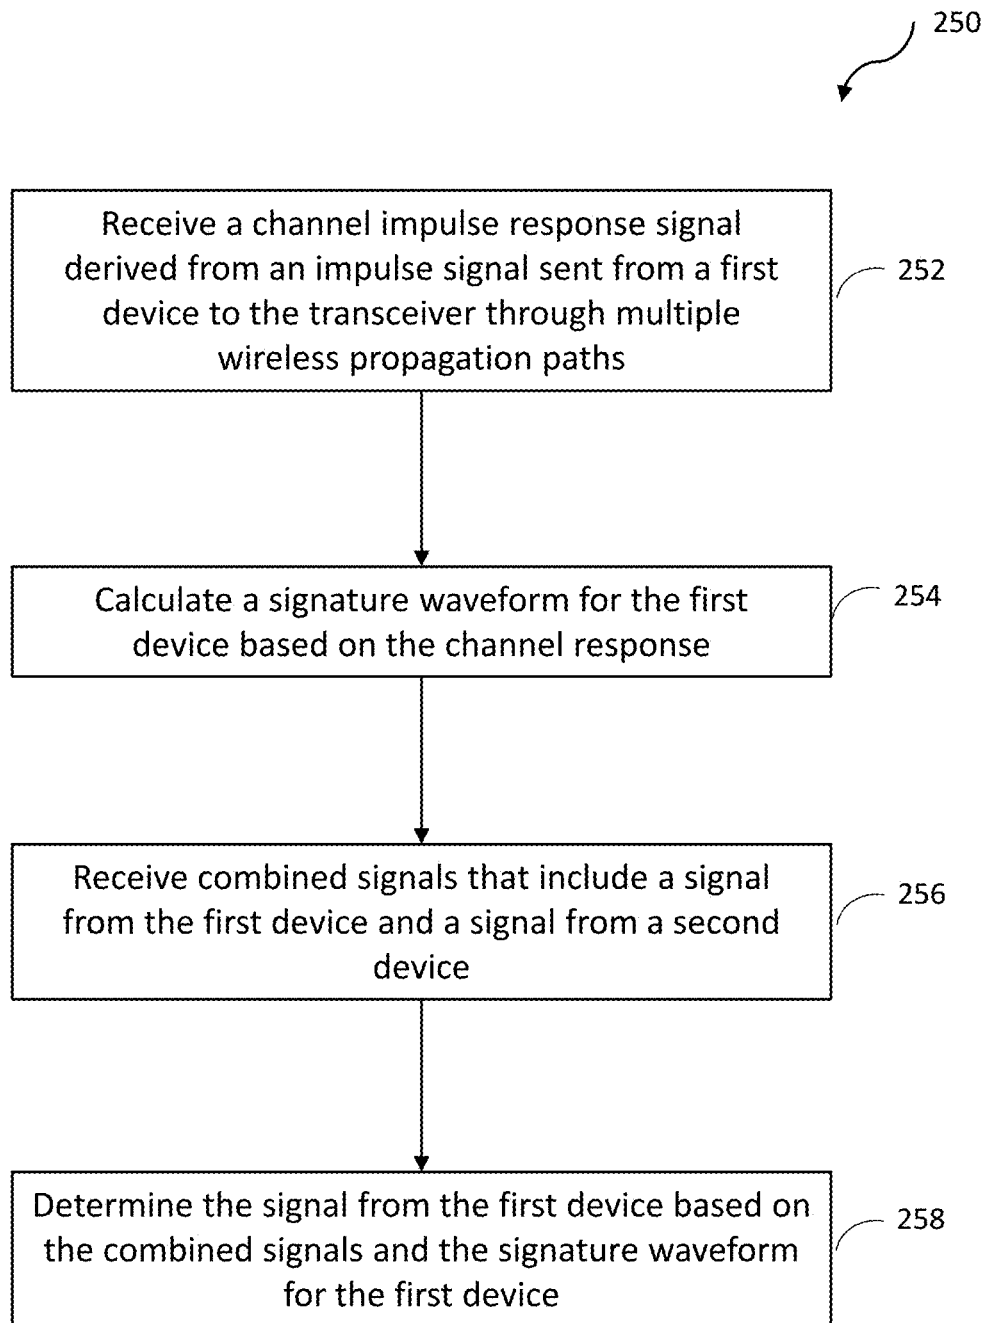 250
Receive a channel impulse response signal
derived from an impulse signal sent from a first
device to the transceiver through multiple
wireless propagation paths
252
Calculate a signature waveform for the first
device based on the channel response
254
Receive combined signals that include a signal
from the first device and a signal from a second
device
256
Determine the signal from the first device based on
the combined signals and the signature waveform
for the first device
258